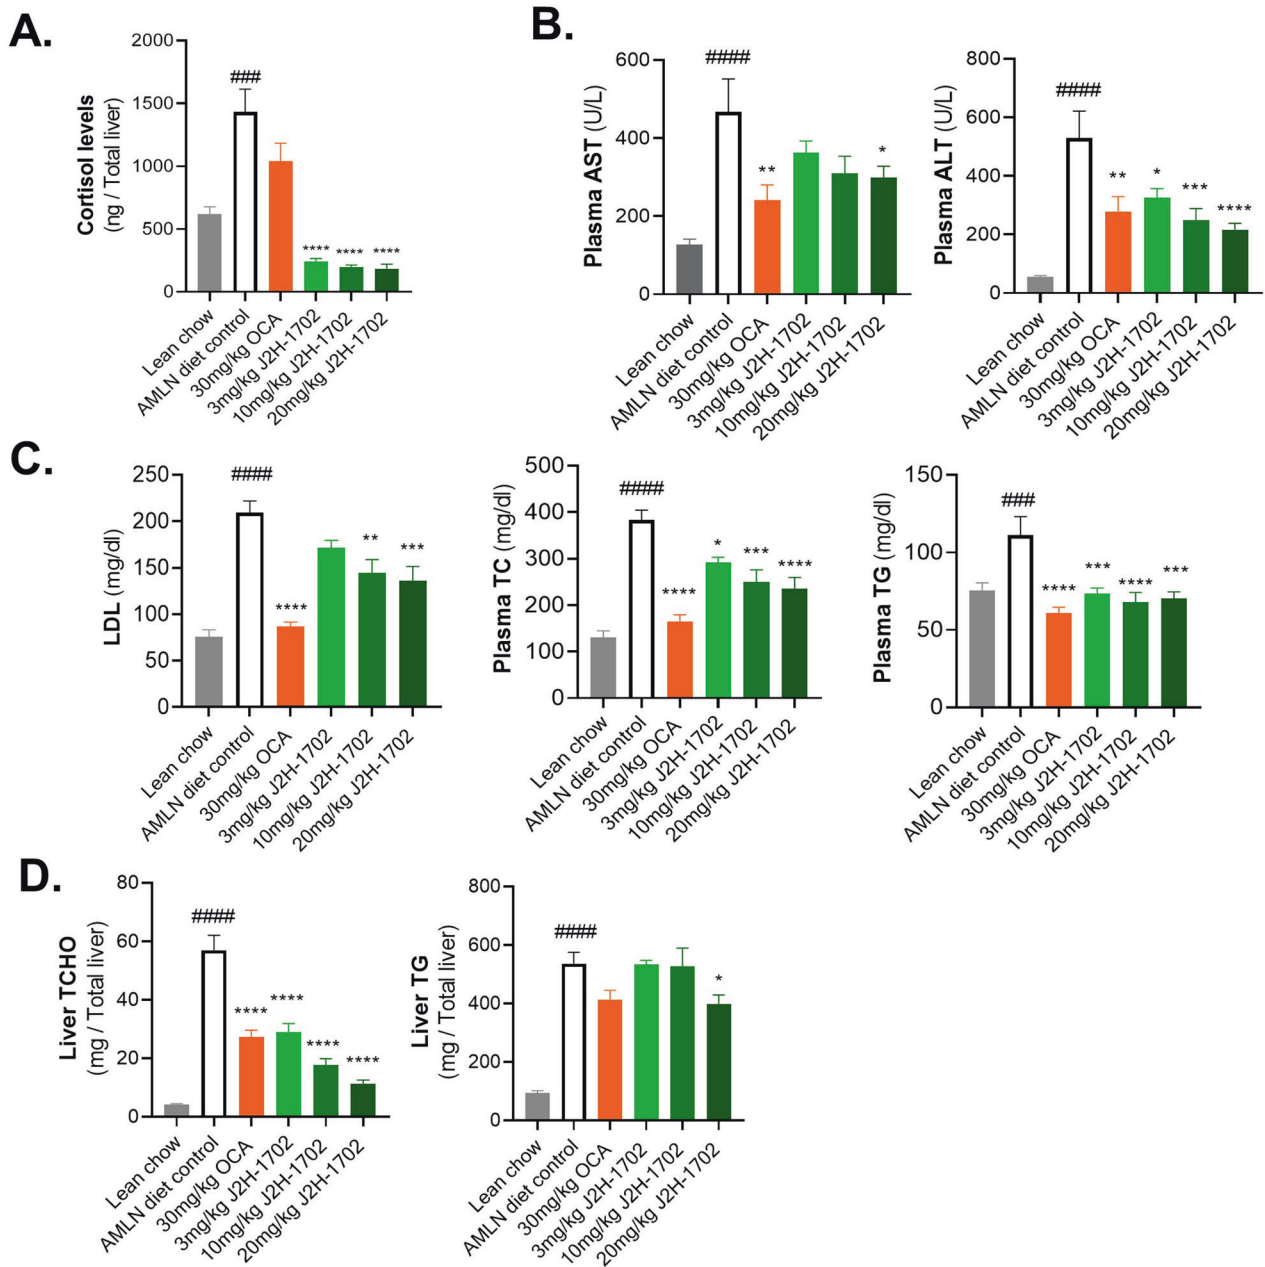 A.
Cortisol levels
(ng / Total liver)
2000
1500
1000
500
0
###
****
****
****
Lean chow
AMLN diet control
30mg/kg OCA
3mg/kg J2H-1702
10mg/kg J2H-1702
20mg/kg J2H-1702
B.
Plasma AST (U/L)
600
400
200
0
####
**
*
Lean chow
AMLN diet control
30mg/kg OCA
3mg/kg J2H-1702
10mg/kg J2H-1702
20mg/kg J2H-1702
Plasma ALT (U/L)
800
600
400
200
0
####
**
*
***
****
Lean chow
AMLN diet control
30mg/kg OCA
3mg/kg J2H-1702
10mg/kg J2H-1702
20mg/kg J2H-1702
C.
LDL (mg/dl)
250
200
150
100
50
0
####
****
**
***
Lean chow
AMLN diet control
30mg/kg OCA
3mg/kg J2H-1702
10mg/kg J2H-1702
20mg/kg J2H-1702
Plasma TC (mg/dl)
500
400
300
200
100
0
####
****
*
***
****
Lean chow
AMLN diet control
30mg/kg OCA
3mg/kg J2H-1702
10mg/kg J2H-1702
20mg/kg J2H-1702
Plasma TG (mg/dl)
150
100
50
0
###
****
***
****
***
Lean chow
AMLN diet control
30mg/kg OCA
3mg/kg J2H-1702
10mg/kg J2H-1702
20mg/kg J2H-1702
D.
Liver TCHO
(mg / Total liver)
80
60
40
20
0
####
****
****
****
****
Lean chow
AMLN diet control
30mg/kg OCA
3mg/kg J2H-1702
10mg/kg J2H-1702
20mg/kg J2H-1702
Liver TG
(mg / Total liver)
800
600
400
200
0
####
*
Lean chow
AMLN diet control
30mg/kg OCA
3mg/kg J2H-1702
10mg/kg J2H-1702
20mg/kg J2H-1702